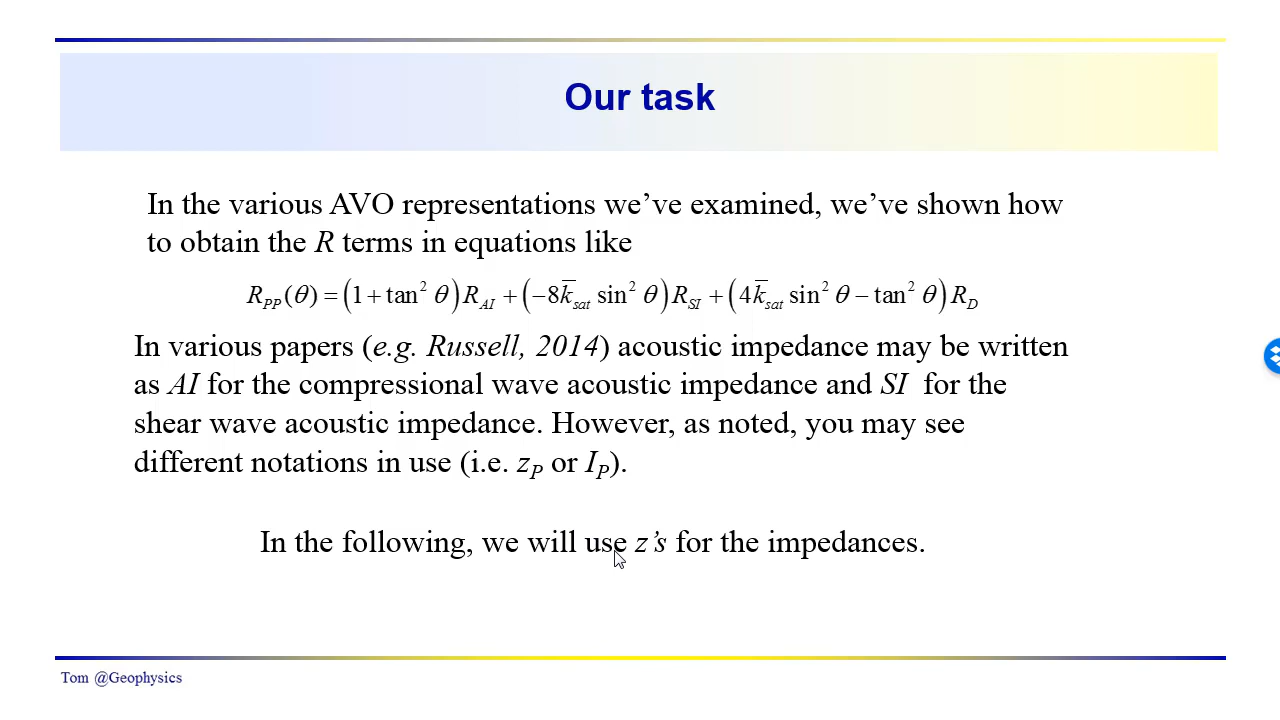 Our task
In the various AVO representations we’ve examined, we’ve shown how
to obtain the R terms in equations like
R_PP(θ) = (1 + tan² θ) R_AI + (−8k̅_sat sin² θ) R_SI + (4k̅_sat sin² θ − tan² θ) R_D
In various papers (e.g. Russell, 2014) acoustic impedance may be written
as AI for the compressional wave acoustic impedance and SI for the
shear wave acoustic impedance. However, as noted, you may see
different notations in use (i.e. z_P or I_P).
In the following, we will use z’s for the impedances.
Tom @Geophysics